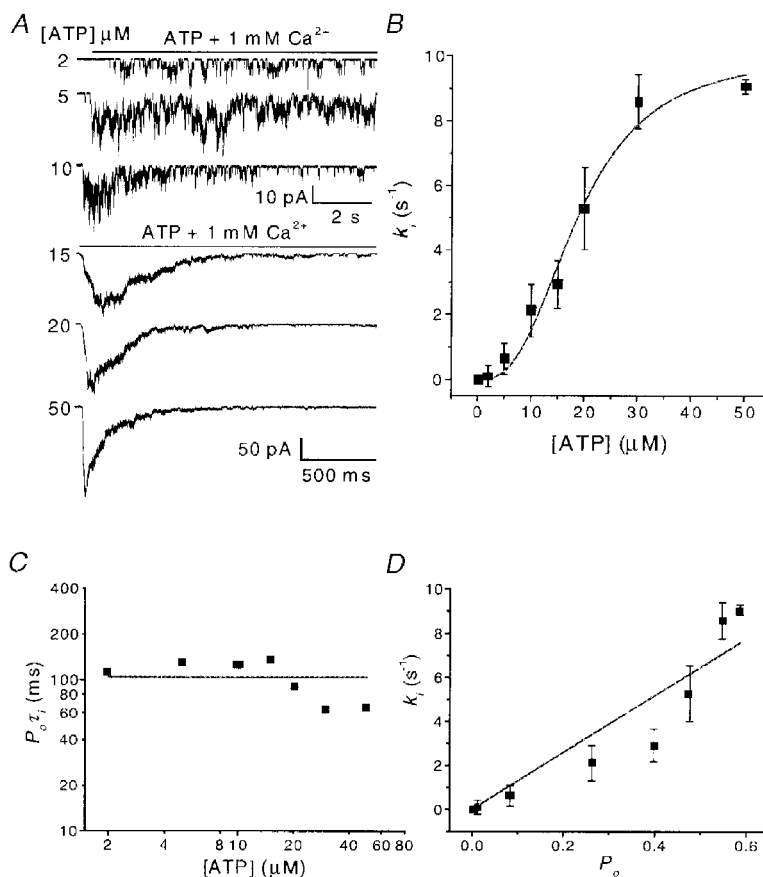 A
[ATP] μM
ATP + 1 mM Ca²⁻
2
5
10
10 pA
2 s
ATP + 1 mM Ca²⁺
15
20
50
50 pA
500 ms
B
10
8
6
4
2
0
kᵢ (s⁻¹)
0 10 20 30 40 50
[ATP] (μM)
C
400
200
100
80
60
40
20
10
Pₒτᵢ (ms)
2 4 8 10 20 40 60 80
[ATP] (μM)
D
10
8
6
4
2
0
kᵢ (s⁻¹)
0.0 0.2 0.4 0.6
Pₒ